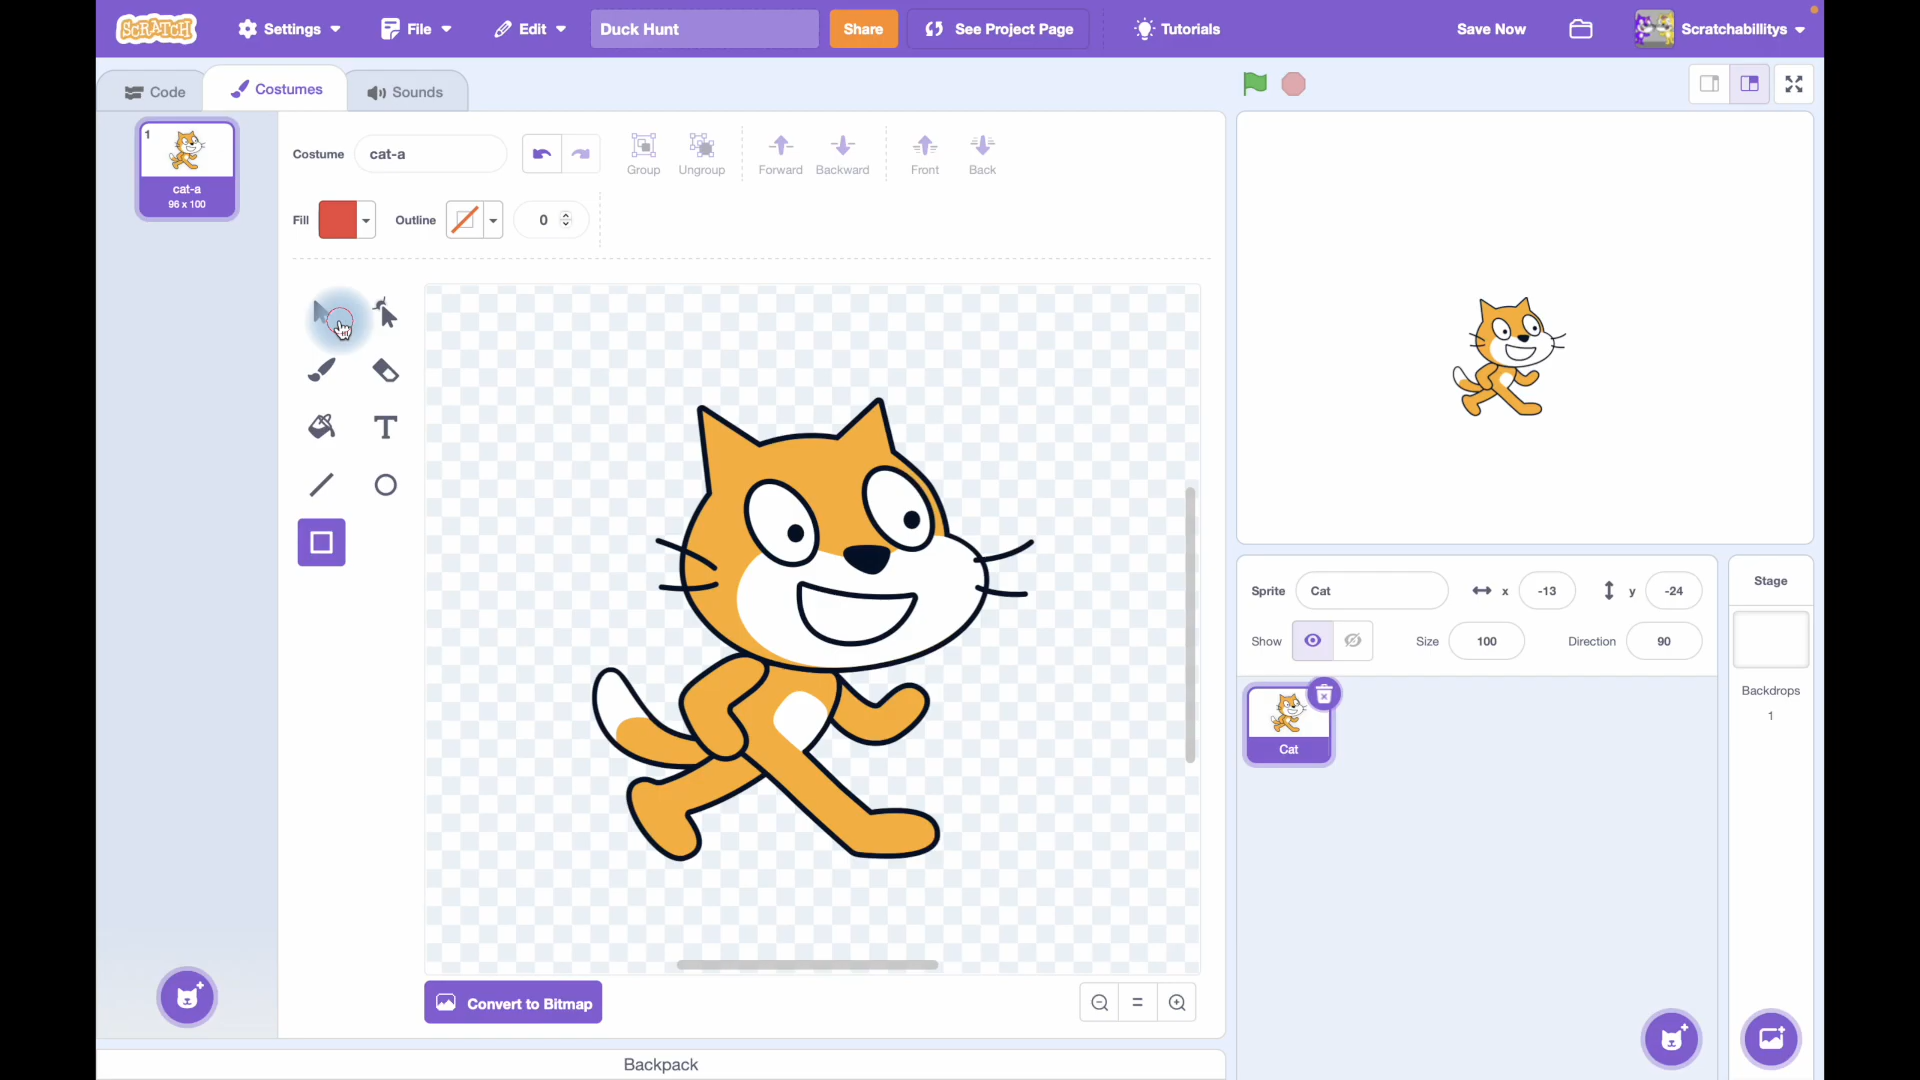 SCRATCH Settings File Edit Duck Hunt Share See Project Page Tutorials Save Now Scratchabillitys
Code Costumes Sounds
1
cat-a
96 x 100
Costume cat-a Group Ungroup Forward Backward Front Back
Fill Outline 0
T
Convert to Bitmap
Backpack
Sprite Cat x -13 y -24
Show Size 100 Direction 90
Cat
Stage
Backdrops
1